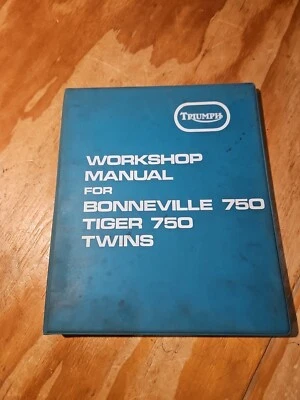 TRIUMPH
WORKSHOP
MANUAL
FOR
BONNEVILLE 750
TIGER 750
TWINS